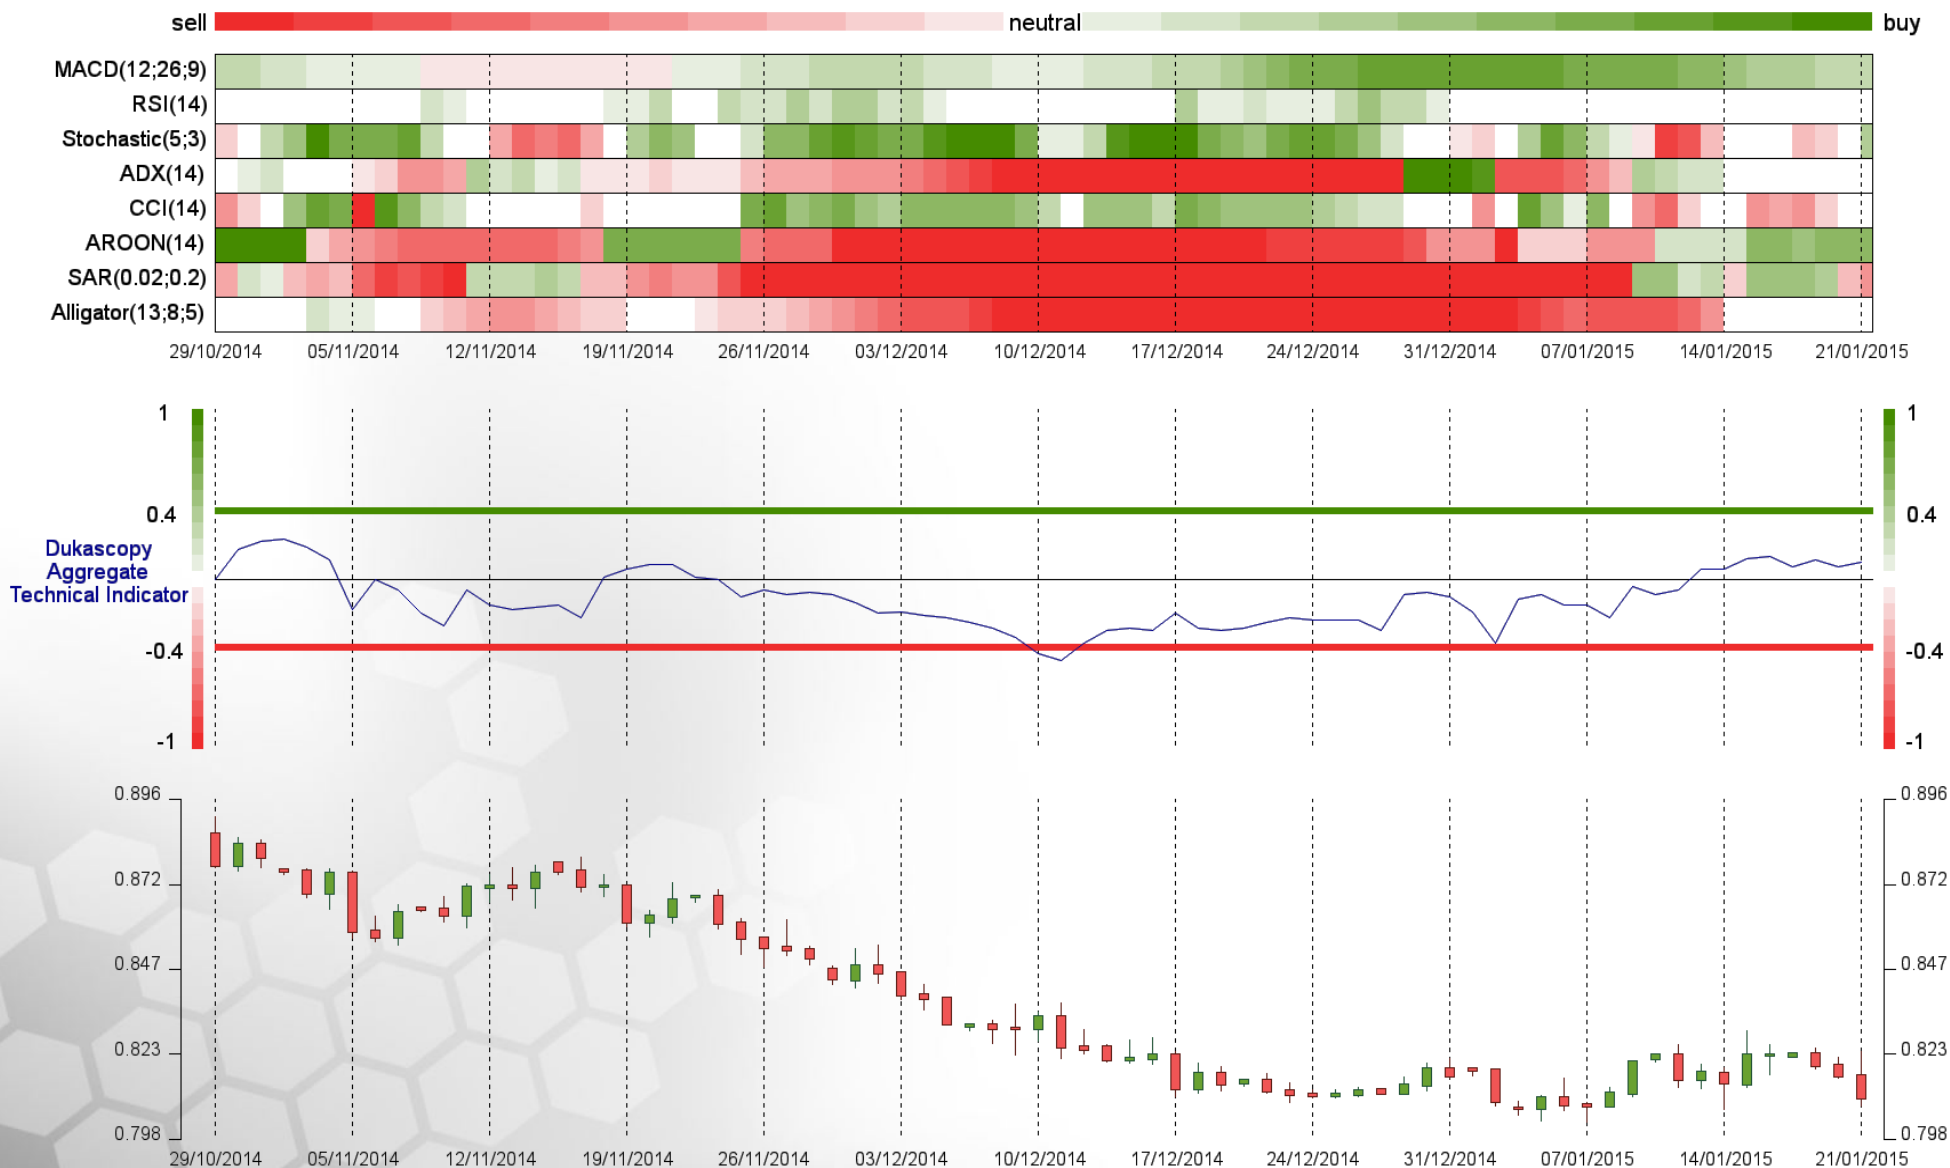 sell neutral buy
MACD(12;26;9)
RSI(14)
Stochastic(5;3)
ADX(14)
CCI(14)
AROON(14)
SAR(0.02;0.2)
Alligator(13;8;5)
29/10/2014 05/11/2014 12/11/2014 19/11/2014 26/11/2014 03/12/2014 10/12/2014 17/12/2014 24/12/2014 31/12/2014 07/01/2015 14/01/2015 21/01/2015
1 1
0.4 0.4
Dukascopy
Aggregate
Technical Indicator
-0.4 -0.4
-1 -1
0.896 0.896
0.872 0.872
0.847 0.847
0.823 0.823
0.798 0.798
29/10/2014 05/11/2014 12/11/2014 19/11/2014 26/11/2014 03/12/2014 10/12/2014 17/12/2014 24/12/2014 31/12/2014 07/01/2015 14/01/2015 21/01/2015